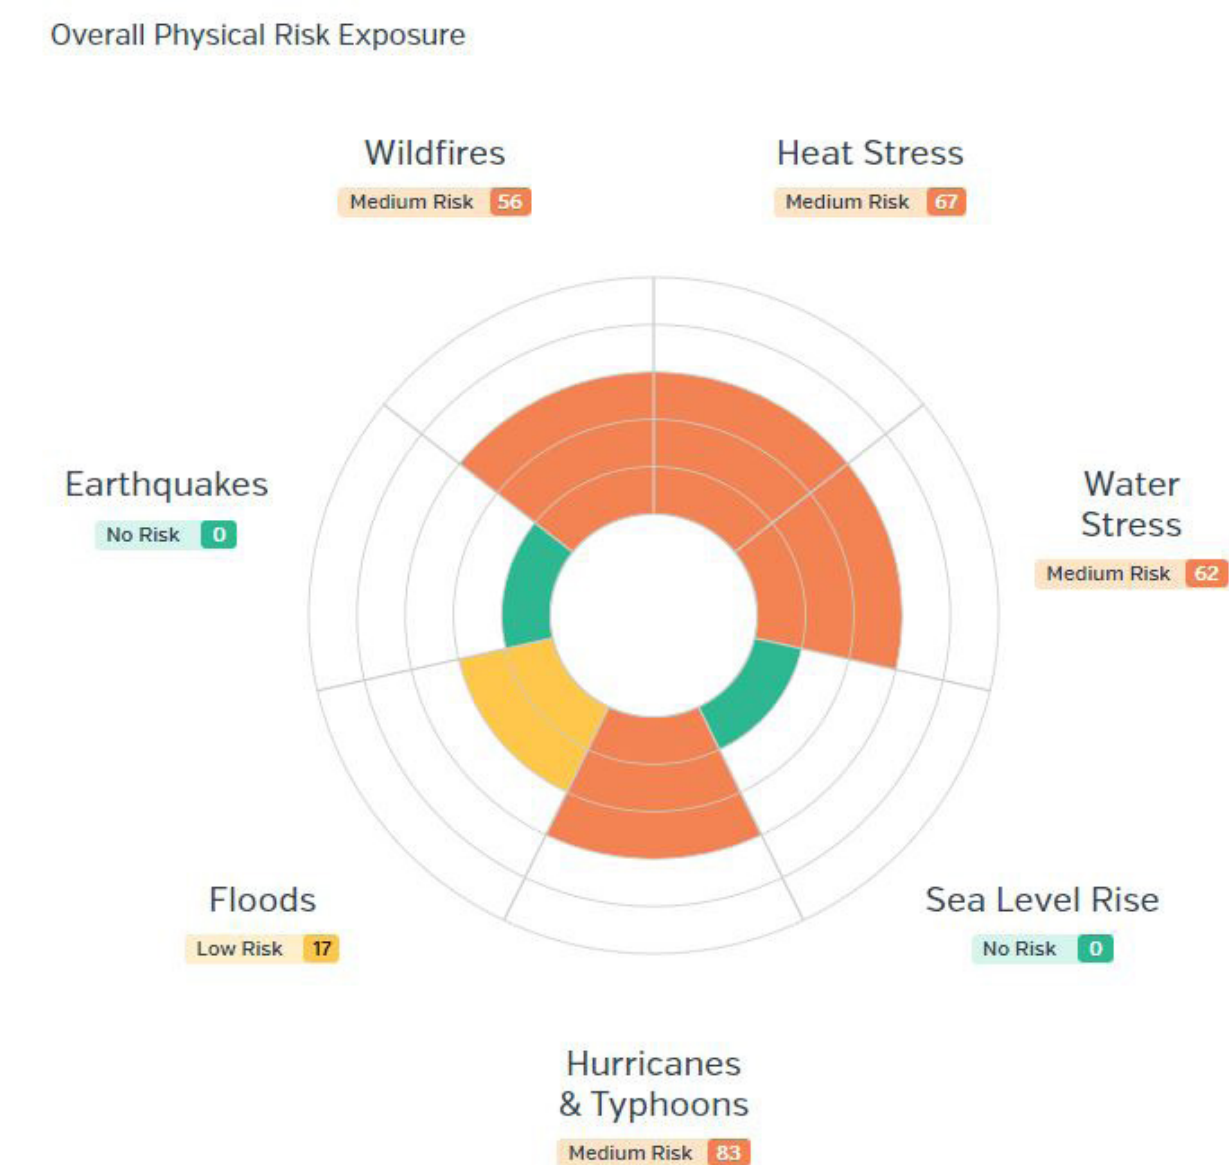 Overall Physical Risk Exposure
Wildfires
Medium Risk 56
Heat Stress
Medium Risk 67
Earthquakes
No Risk 0
Water
Stress
Medium Risk 62
Floods
Low Risk 17
Sea Level Rise
No Risk 0
Hurricanes
& Typhoons
Medium Risk 83